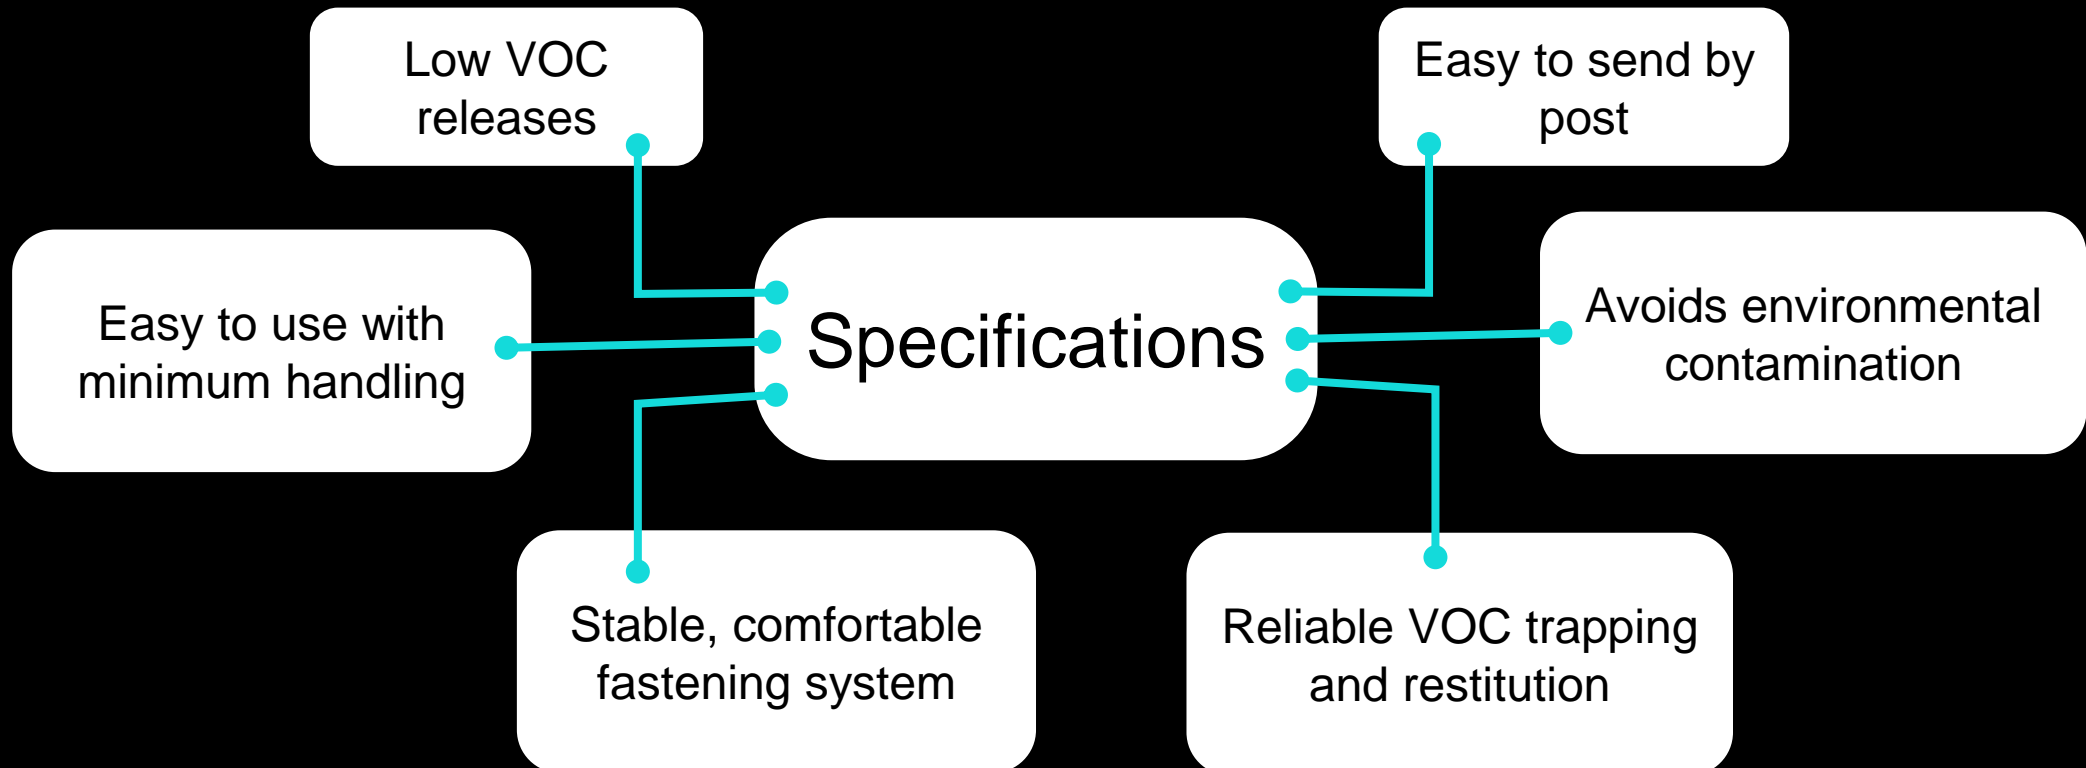 Low VOC
releases
Easy to send by
post
Easy to use with
minimum handling
Specifications
Avoids environmental
contamination
Stable, comfortable
fastening system
Reliable VOC trapping
and restitution